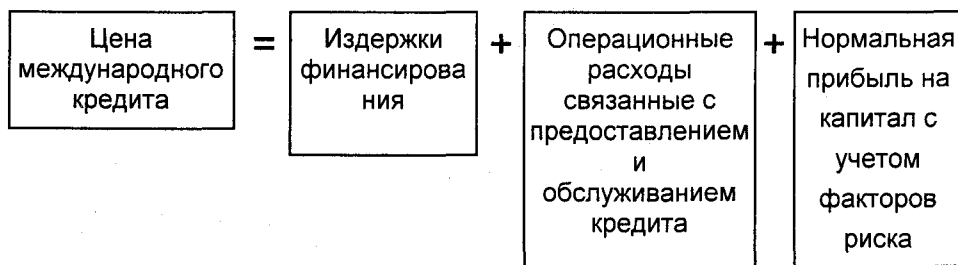 Цена
международного
кредита
=
Издержки
финансирова
ния
+
Операционные
расходы
связанные с
предоставлением
и
обслуживанием
кредита
+
Нормальная
прибыль на
капитал с
учетом
факторов
риска